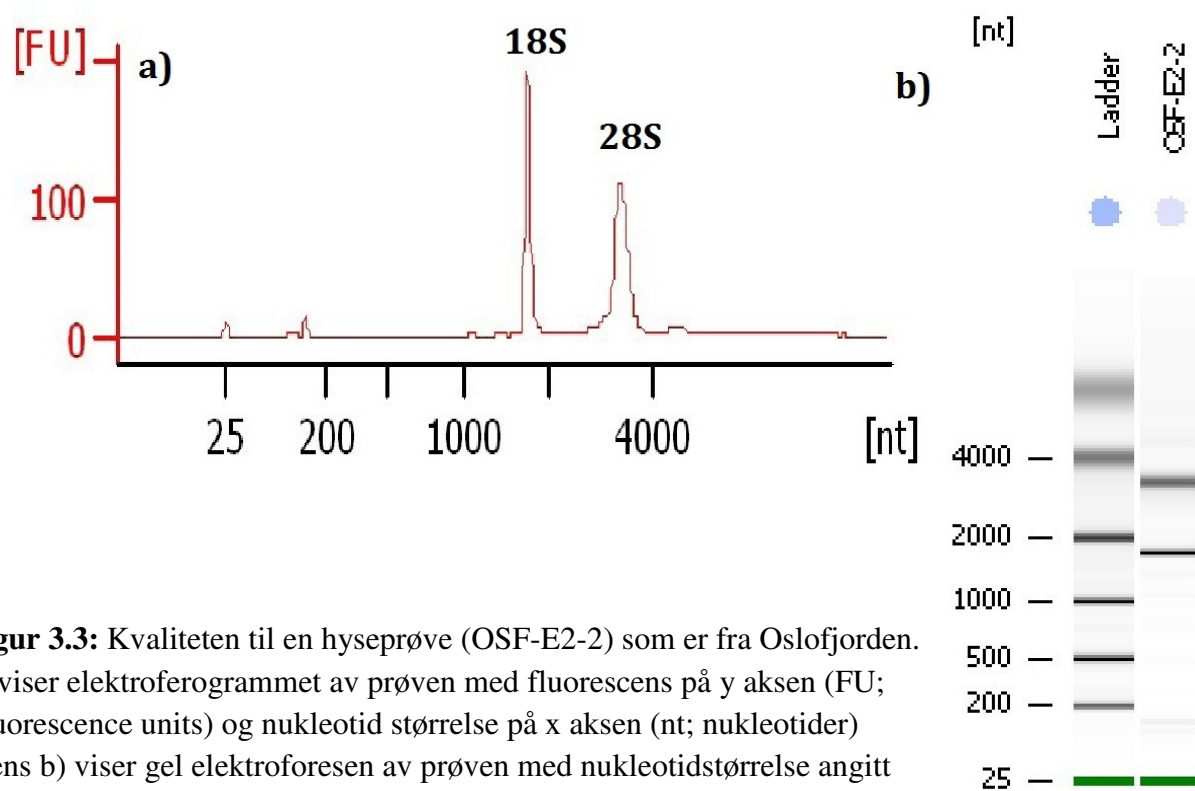 [FU]
a)
18S
28S
100
0
25 200 1000 4000 [nt]
b)
[nt]
Ladder
OSF-E2-2
4000
2000
1000
500
200
25
gur 3.3: Kvaliteten til en hyseprøve (OSF-E2-2) som er fra Oslofjorden.
viser elektroferogrammet av prøven med fluorescens på y aksen (FU;
uorescence units) og nukleotid størrelse på x aksen (nt; nukleotider)
ens b) viser gel elektroforesen av prøven med nukleotidstørrelse angitt